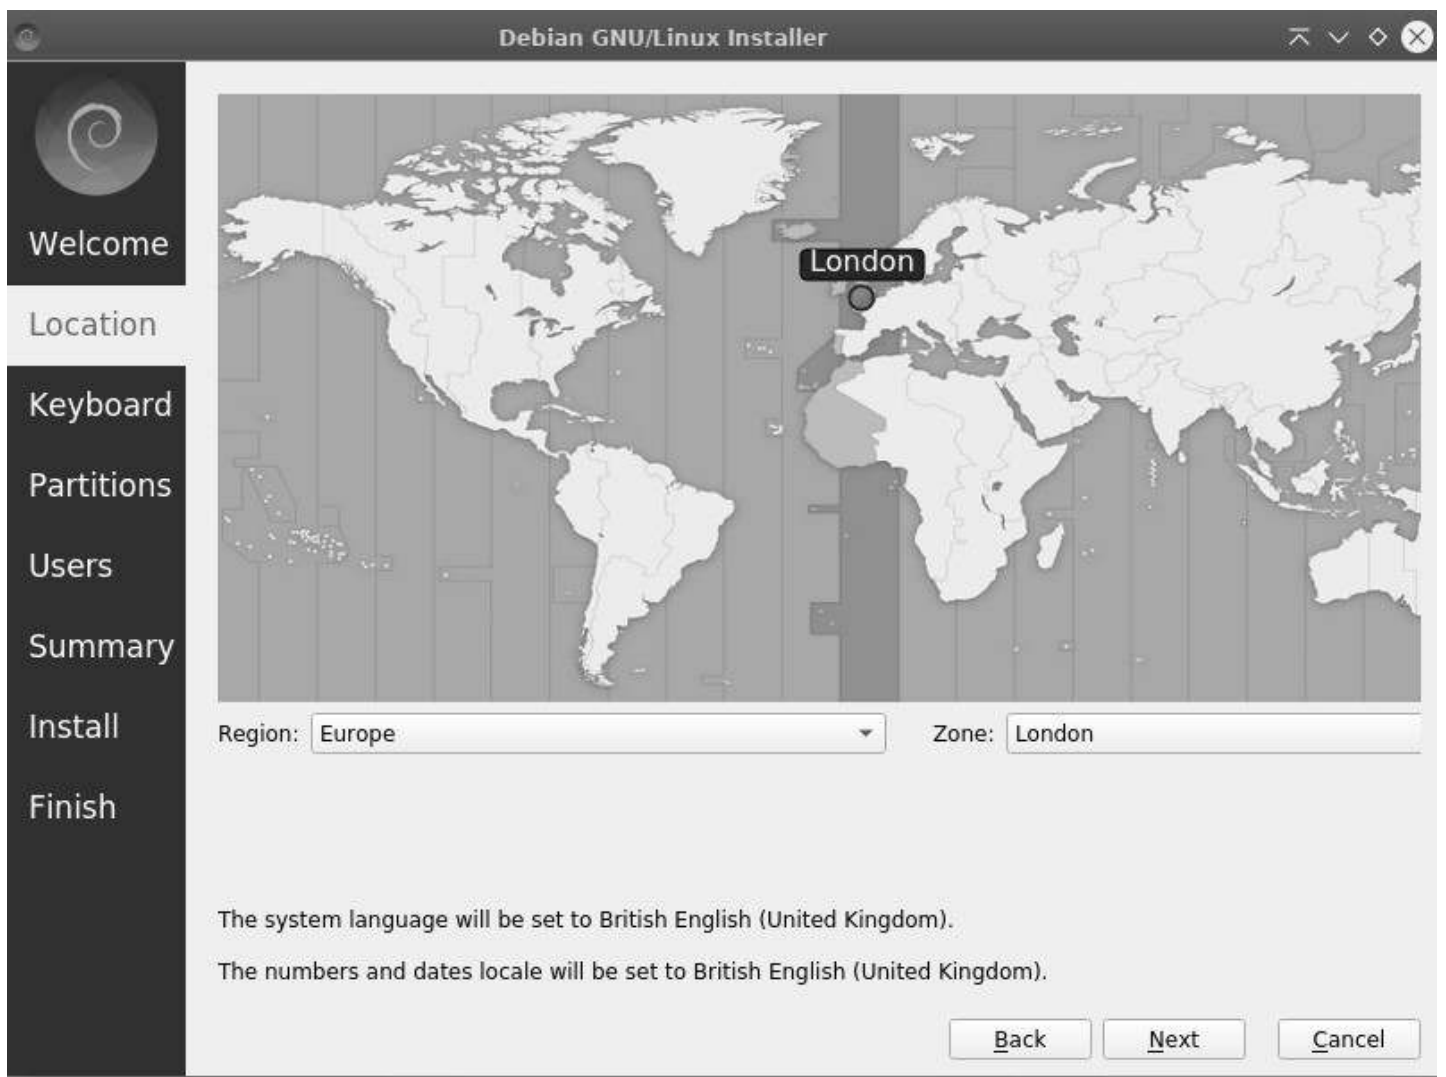 Debian GNU/Linux Installer
Welcome
Location
Keyboard
Partitions
Users
Summary
Install
Finish
London
Region: Europe Zone: London
The system language will be set to British English (United Kingdom).
The numbers and dates locale will be set to British English (United Kingdom).
Back Next Cancel